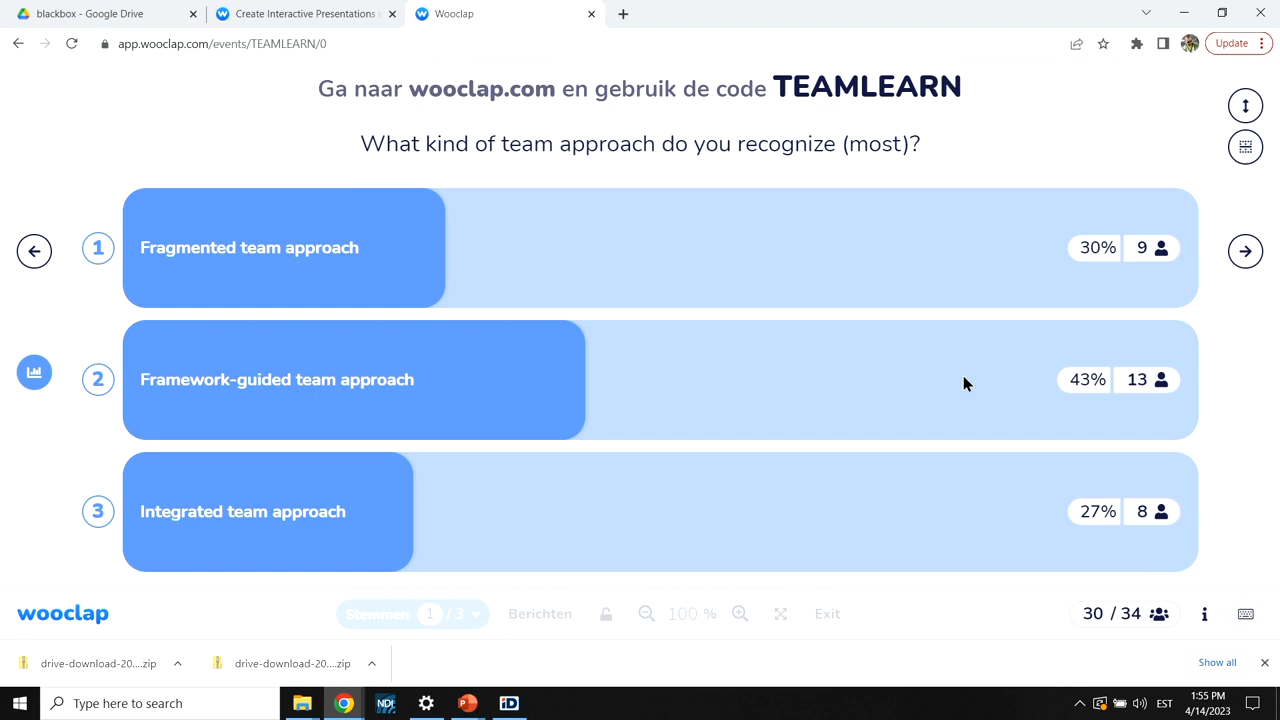 blackbox - Google Drive
Create Interactive Presentations
Wooclap
app.wooclap.com/events/TEAMLEARN/0
Update
Ga naar wooclap.com en gebruik de code TEAMLEARN
What kind of team approach do you recognize (most)?
1 Fragmented team approach 30% 9
2 Framework-guided team approach 43% 13
3 Integrated team approach 27% 8
wooclap
Stemmen 1 / 3
Berichten
100 %
Exit
30 / 34
drive-download-20....zip
drive-download-20....zip
Show all
Type here to search
NDI
iD
EST
1:55 PM
4/14/2023